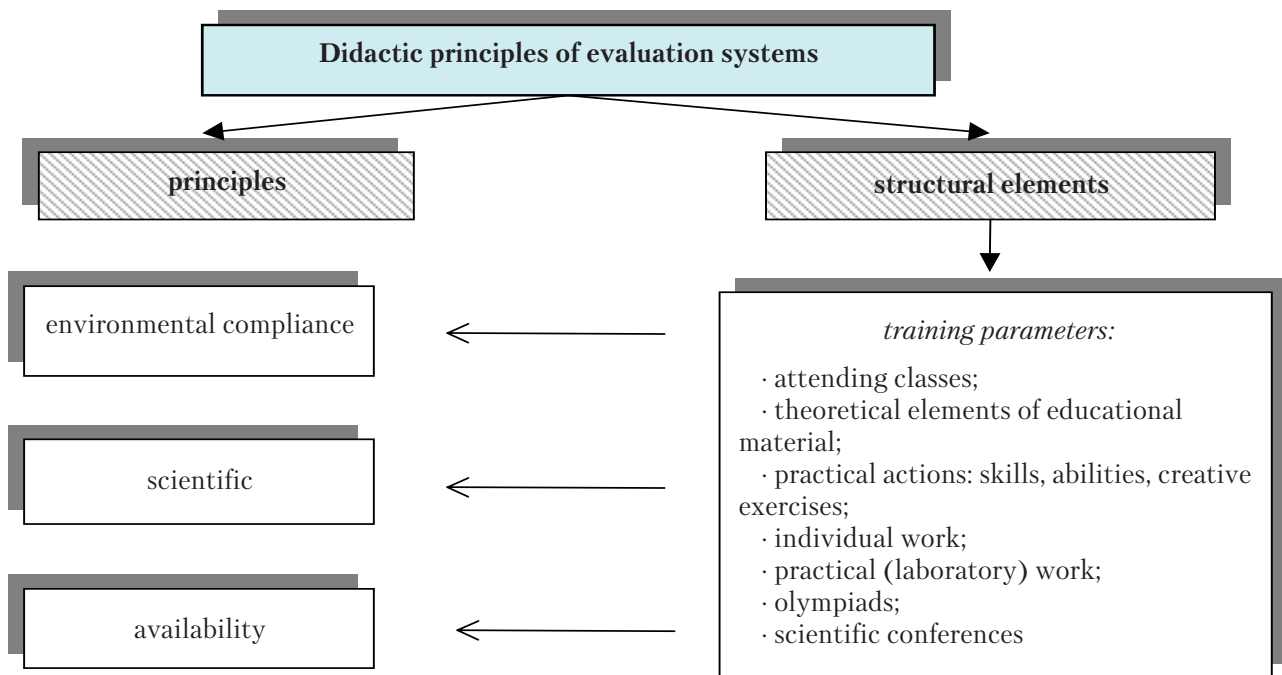 Didactic principles of evaluation systems
principles
structural elements
environmental compliance
scientific
availability
training parameters:
· attending classes;
· theoretical elements of educational
material;
· practical actions: skills, abilities, creative
exercises;
· individual work;
· practical (laboratory) work;
· olympiads;
· scientific conferences